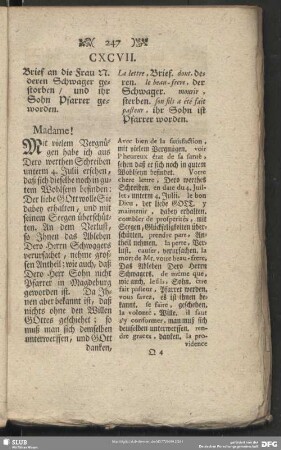 247
CXCVII.
Brief an die Frau N.
deren Schwager ge-
storben/ und ihr
Sohn Pfarrer ge-
worden.
Madame!
Mit vielem Vergnü-
gen habe ich aus
Dero werthen Schreiben
unterm 4. Julii ersehen,
daß sich dieselbe noch in gu-
tem Wohlseyn befinden:
Der liebe Gott wolle Sie
dabey erhalten, und mit
seinem Seegen überschüt-
ten. An dem Verlust,
so Ihnen das Ableben
Dero Herrn Schwagers
verursachet, nehme gros-
sen Antheil: wie auch, daß
Dero Herr Sohn nicht
Pfarrer in Magdeburg
geworden ist. Da Ih-
nen aber bekannt ist, daß
nichts ohne den Willen
GOttes geschiehet: so
muß man sich demselben
unterwerffen, und GOtt
danken,
La lettre, Brief. dont, de-
ren. le beau-frere, der
Schwager. mourir,
sterben. son fils a été fait
pasteur, ihr Sohn ist
Pfarrer worden.
Avec bien de la satisfaction,
mit vielem Vergnügen. voir
l'heureux état de la santé,
sehen daß er sich noch in gutem
Wohlseyn befindet. Votre
chere lettre, Dero werthes
Schreiben. en date du 4. Juil-
let, unterm 4. Julii. le bon
Dieu, der liebe GOTT. y
maintenir, dabey erhalten.
combler de prosperités, mit
Seegen, Glückseligkeiten über-
schütten. prendre part, An-
theil nehmen. la perte, Ver-
lust. causer, verursachen. la
mort de Mr. votre beau-frere,
Das Ableben Dero Herrn
Schwagers. de même que,
wie auch. le fils, Sohn. être
fait pasteur, Pfarrer werden.
vous savez, es ist ihnen be-
kannt. se faire, geschehen.
la volonté, Wille. il faut
s'y conformer, man muß sich
demselben unterwerffen. ren-
dre graces, danken. la pro-
vidence
Q 4
SLUB
DFG